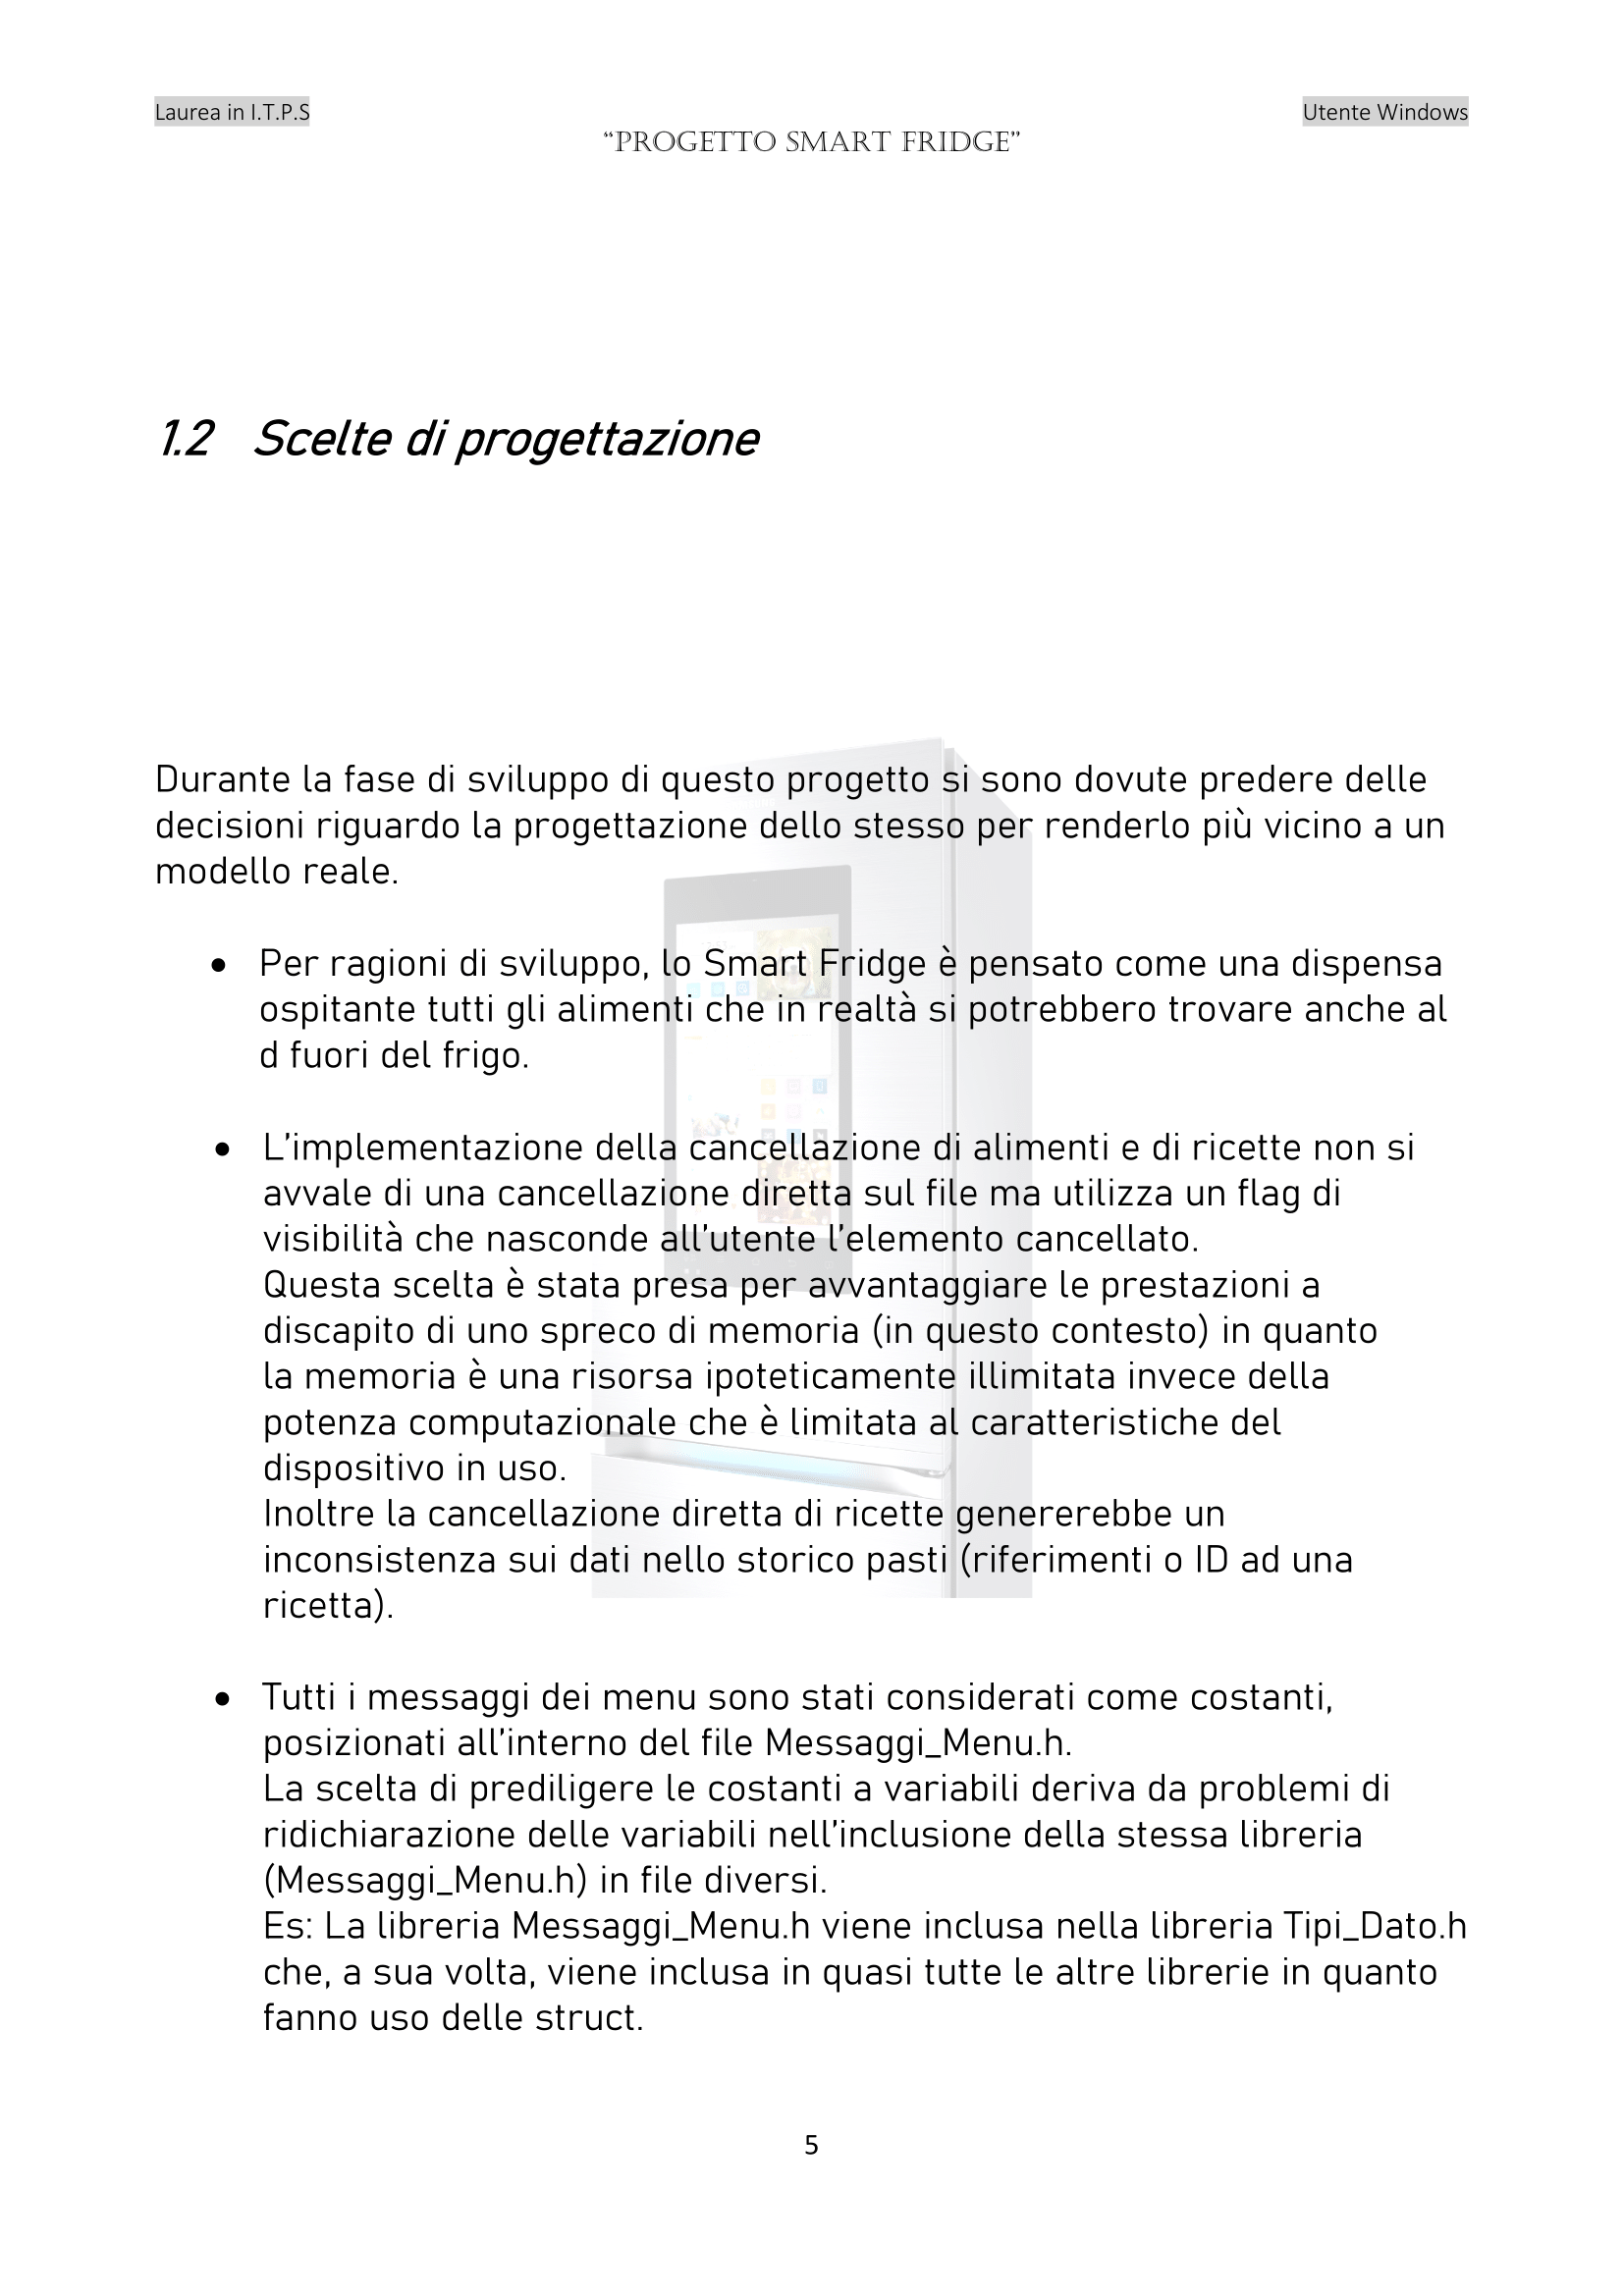 Laurea in I.T.P.S
Utente Windows
“PROGETTO SMART FRIDGE”
1.2 Scelte di progettazione
Durante la fase di sviluppo di questo progetto si sono dovute predere delle
decisioni riguardo la progettazione dello stesso per renderlo più vicino a un
modello reale.
● Per ragioni di sviluppo, lo Smart Fridge è pensato come una dispensa
ospitante tutti gli alimenti che in realtà si potrebbero trovare anche al
d fuori del frigo.
● L’implementazione della cancellazione di alimenti e di ricette non si
avvale di una cancellazione diretta sul file ma utilizza un flag di
visibilità che nasconde all’utente l’elemento cancellato.
Questa scelta è stata presa per avvantaggiare le prestazioni a
discapito di uno spreco di memoria (in questo contesto) in quanto
la memoria è una risorsa ipoteticamente illimitata invece della
potenza computazionale che è limitata al caratteristiche del
dispositivo in uso.
Inoltre la cancellazione diretta di ricette genererebbe un
inconsistenza sui dati nello storico pasti (riferimenti o ID ad una
ricetta).
● Tutti i messaggi dei menu sono stati considerati come costanti,
posizionati all’interno del file Messaggi_Menu.h.
La scelta di prediligere le costanti a variabili deriva da problemi di
ridichiarazione delle variabili nell’inclusione della stessa libreria
(Messaggi_Menu.h) in file diversi.
Es: La libreria Messaggi_Menu.h viene inclusa nella libreria Tipi_Dato.h
che, a sua volta, viene inclusa in quasi tutte le altre librerie in quanto
fanno uso delle struct.
5